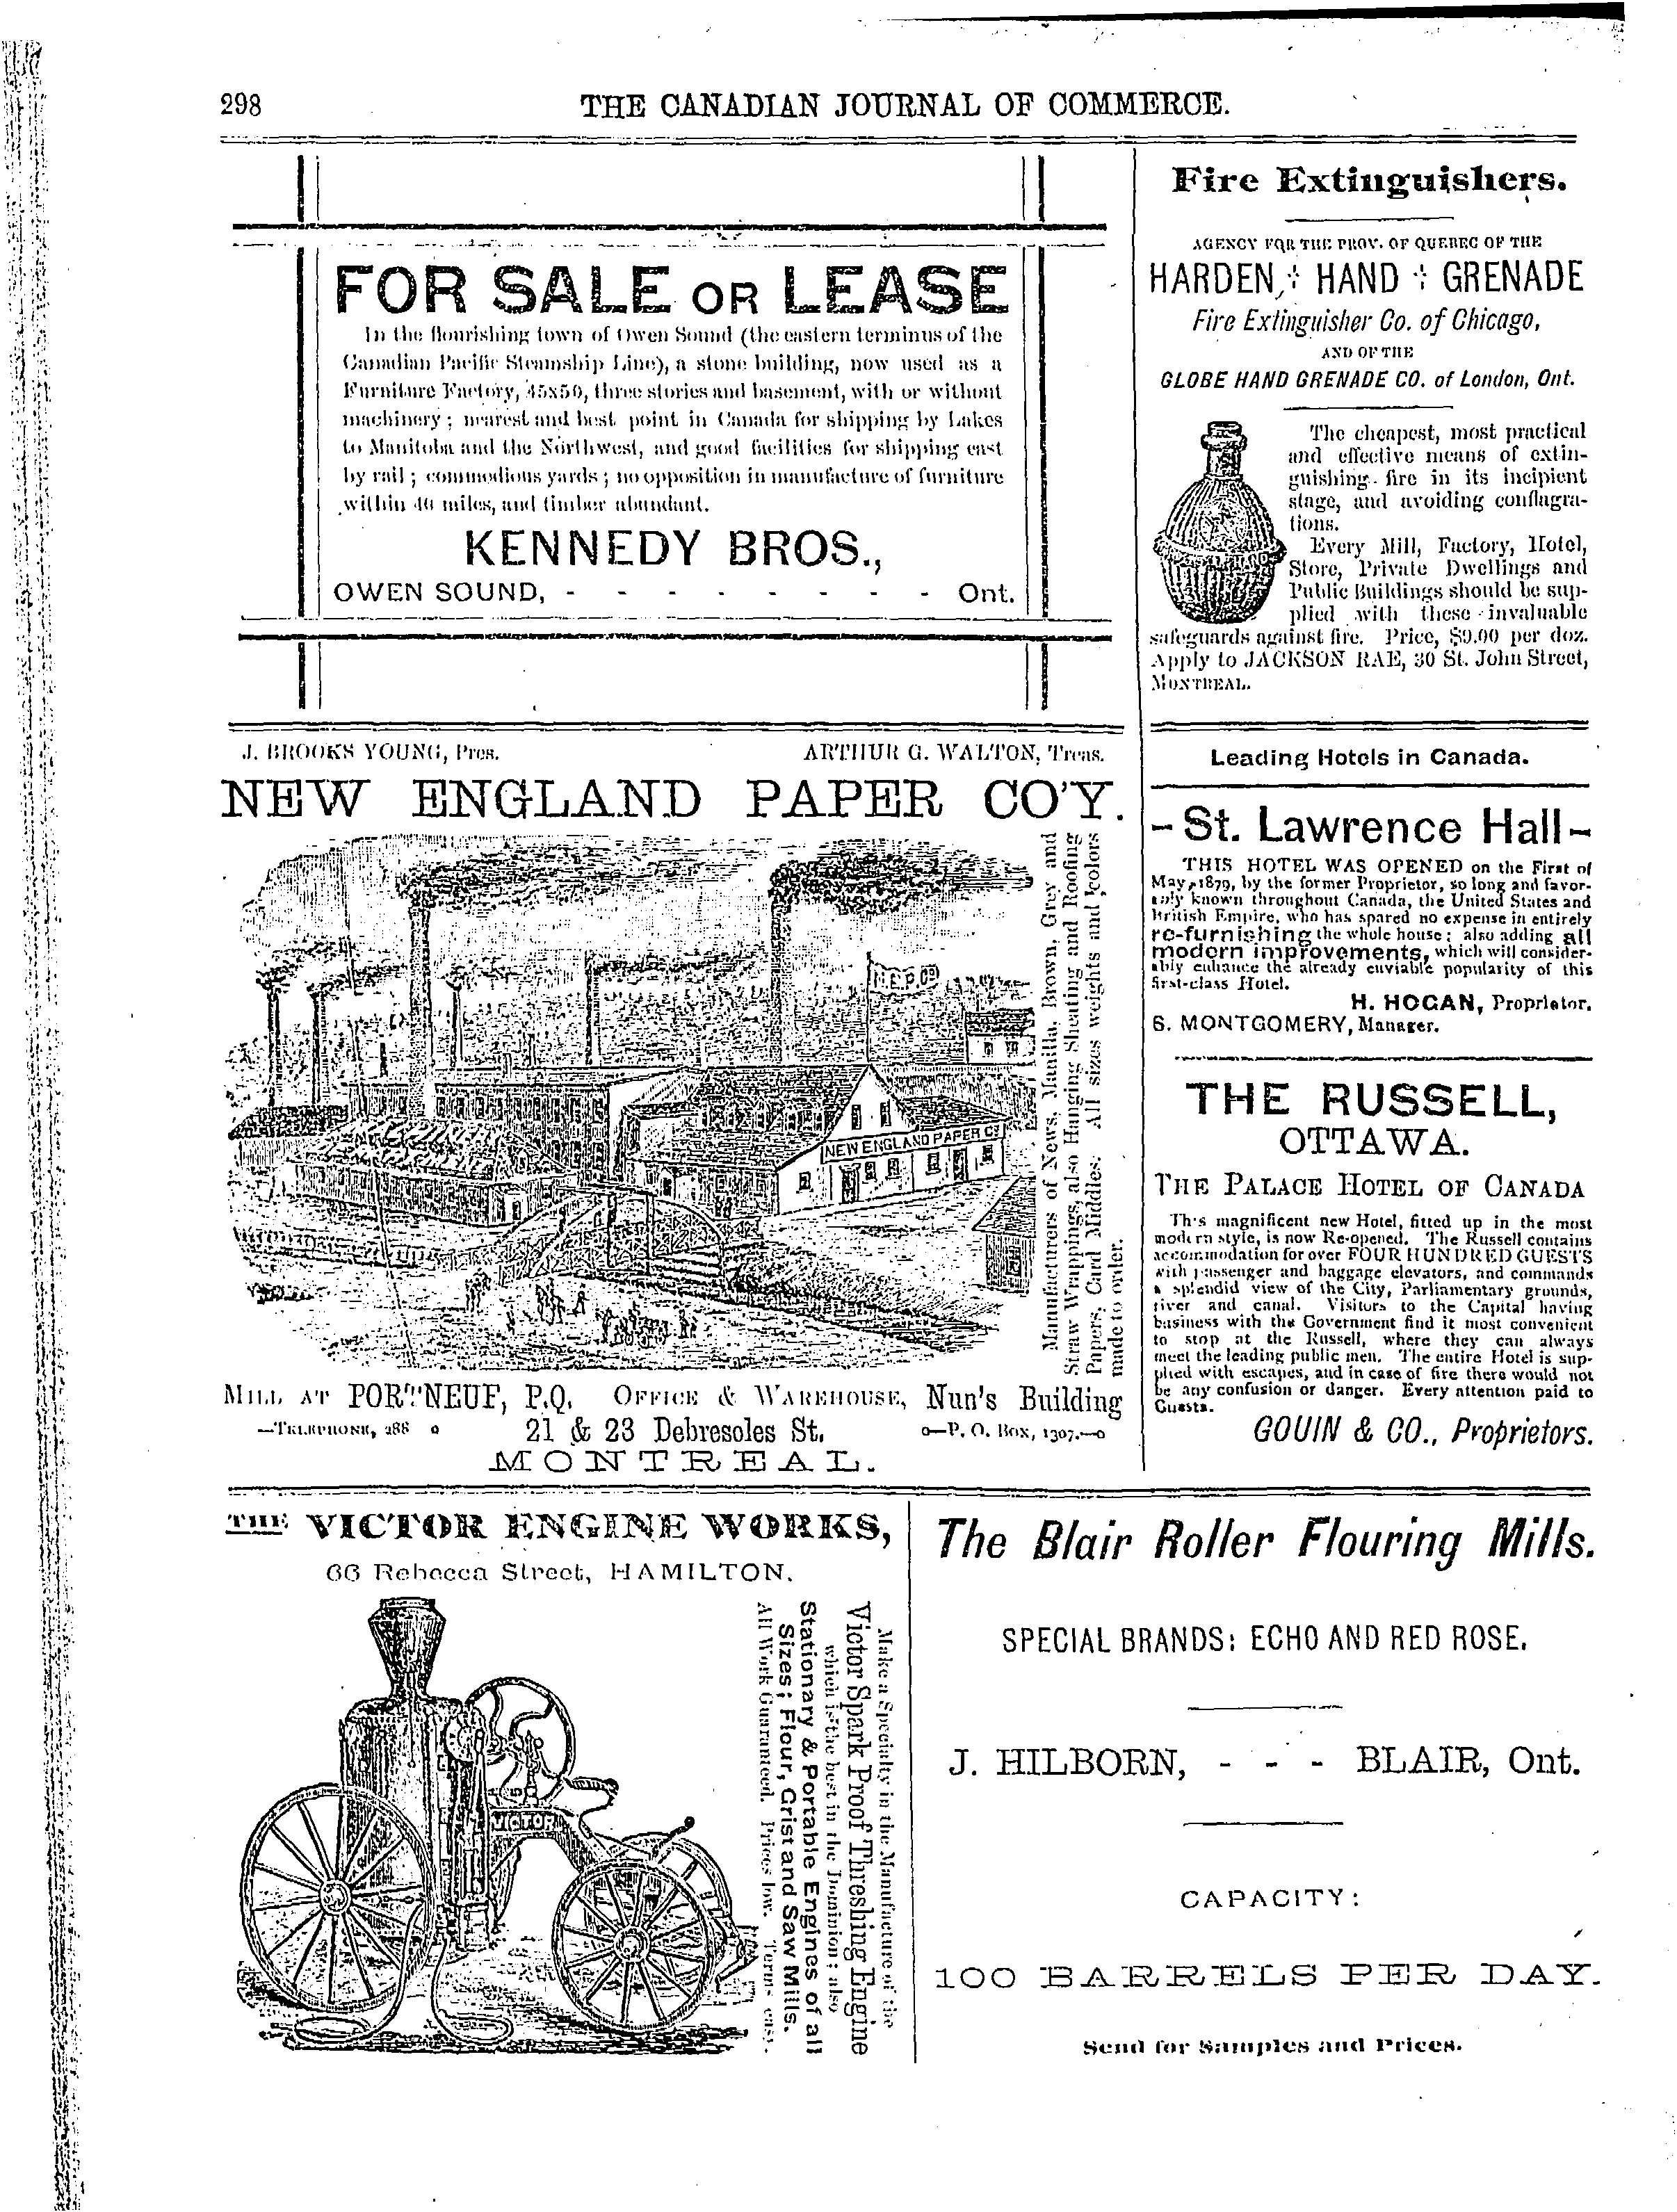 298
THE CANADIAN JOURNAL OF COMMERCE.
FOR SALE OR LEASE
In the flourishing town of Owen Sound (the eastern terminus of the
Canadian Pacific Steamship Line), a stone building, now used as a
Furniture Factory, 45x50, three stories and basement, with or without
machinery; nearest and best point in Canada for shipping by Lakes
to Manitoba and the Northwest, and good facilities for shipping east
by rail; commodious yards; no opposition in manufacture of furniture
within 40 miles, and timber abundant.
KENNEDY BROS.,
OWEN SOUND, - - - - - - - - Ont.
Fire Extinguishers.
AGENCY FOR THE PROV. OF QUEBEC OF THE
HARDEN HAND GRENADE
Fire Extinguisher Co. of Chicago,
AND OF THE
GLOBE HAND GRENADE CO. of London, Ont.
The cheapest, most practical
and effective means of extin-
guishing fire in its incipient
stage, and avoiding conflagra-
tions.
Every Mill, Factory, Hotel,
Store, Private Dwellings and
Public Buildings should be sup-
plied with these invaluable
safeguards against fire. Price, $9.00 per doz.
Apply to JACKSON RAE, 30 St. John Street,
MONTREAL.
J. BROOKS YOUNG, Pres. ARTHUR G. WALTON, Treas.
NEW ENGLAND PAPER CO'Y.
N.E.P.Co
NEW ENGLAND PAPER CY
Manufacturers of News, Manilla, Brown, Grey and
Straw Wrappings, also Hanging Sheating and Roofing
Papers, Card Middles. All sizes weights and colors
made to order.
MILL AT PORTNEUF, P.Q. OFFICE & WAREHOUSE, Nun's Building
—TELEPHONE, 288 21 & 23 Debresoles St. —P. O. Box, 1307.—
MONTREAL.
Leading Hotels in Canada.
- St. Lawrence Hall -
THIS HOTEL WAS OPENED on the First of
May, 1879, by the former Proprietor, so long and favor-
ably known throughout Canada, the United States and
British Empire, who has spared no expense in entirely
re-furnishing the whole house; also adding all
modern improvements, which will consider-
ably enhance the already enviable popularity of this
first-class Hotel.
H. HOGAN, Proprietor.
S. MONTGOMERY, Manager.
THE RUSSELL,
OTTAWA.
THE PALACE HOTEL OF CANADA
This magnificent new Hotel, fitted up in the most
modern style, is now Re-opened. The Russell contains
accommodation for over FOUR HUNDRED GUESTS
with passenger and baggage elevators, and commands
a splendid view of the City, Parliamentary grounds,
river and canal. Visitors to the Capital having
business with the Government find it most convenient
to stop at the Russell, where they can always
meet the leading public men. The entire Hotel is sup-
plied with escapes, and in case of fire there would not
be any confusion or danger. Every attention paid to
Guests.
GOUIN & CO., Proprietors.
THE VICTOR ENGINE WORKS,
66 Rebecca Street, HAMILTON.
VICTOR
Make a Specialty in the Manufacture of the
Victor Spark Proof Threshing Engine
which is the best in the Dominion; also
Stationary & Portable Engines of all
Sizes; Flour, Grist and Saw Mills.
All Work Guaranteed. Prices low. Terms easy.
The Blair Roller Flouring Mills.
SPECIAL BRANDS: ECHO AND RED ROSE.
J. HILBORN, - - - BLAIR, Ont.
CAPACITY:
100 BARRELS PER DAY.
Send for Samples and Prices.